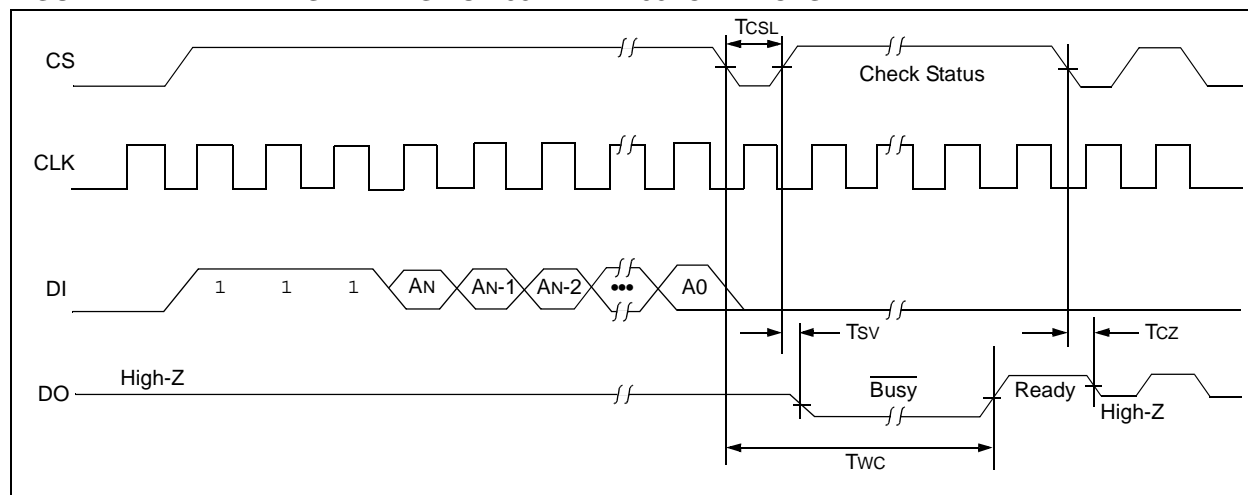 TCSL
CS
Check Status
CLK
DI
1 1 1 AN AN-1 AN-2 ••• A0
TSV
TCZ
High-Z
DO
Busy
Ready
High-Z
TWC